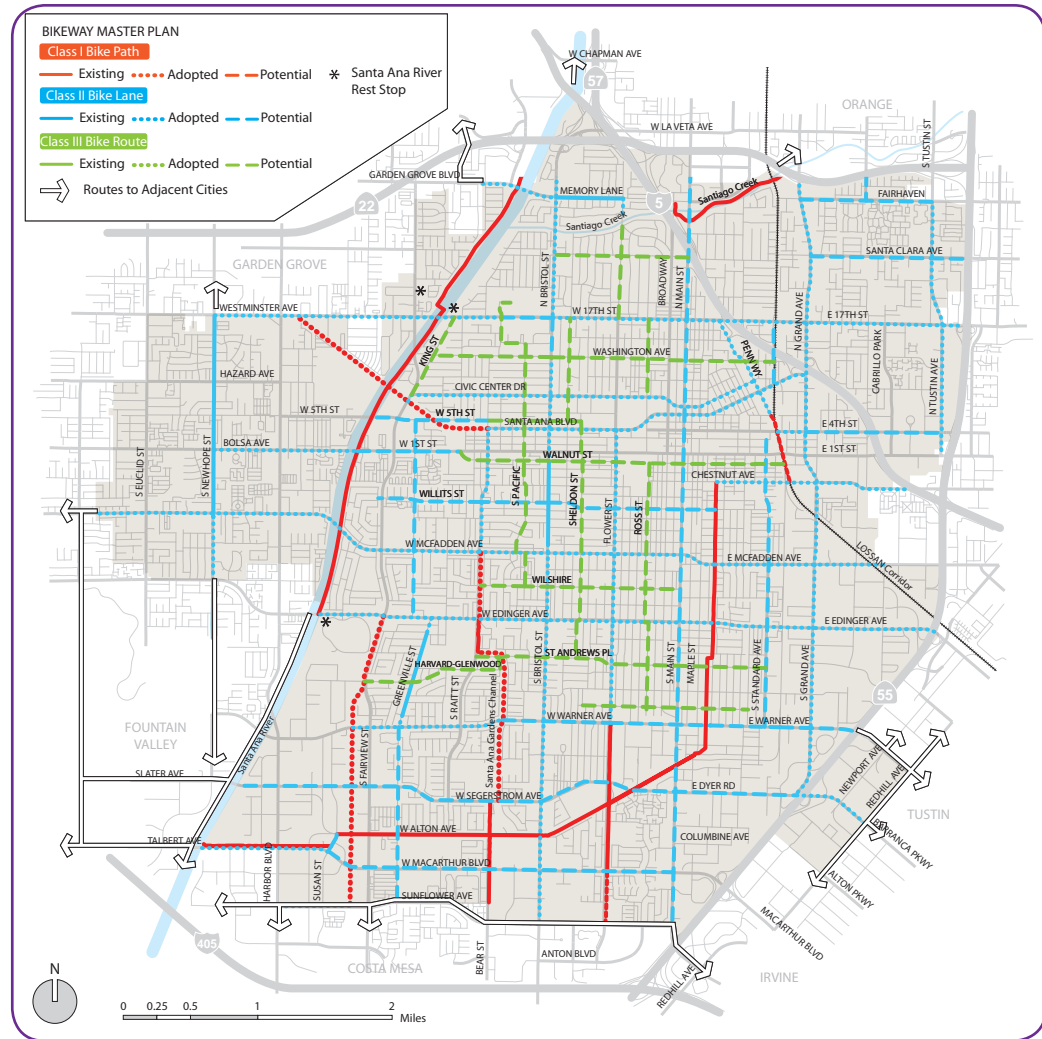 BIKEWAY MASTER PLAN
Class I Bike Path
Existing Adopted Potential
* Santa Ana River
Rest Stop
Class II Bike Lane
Existing Adopted Potential
Class III Bike Route
Existing Adopted Potential
Routes to Adjacent Cities
W CHAPMAN AVE
57
ORANGE
W LA VETA AVE
S TUSTIN ST
GARDEN GROVE BLVD
MEMORY LANE
Santiago Creek
FAIRHAVEN
5
22
Santiago Creek
GARDEN GROVE
N BRISTOL ST
BROADWAY
N MAIN ST
SANTA CLARA AVE
WESTMINSTER AVE
W 17TH ST
N GRAND AVE
E 17TH ST
KING ST
WASHINGTON AVE
PENN WY
CABRILLO PARK
N TUSTIN AVE
HAZARD AVE
CIVIC CENTER DR
W 5TH ST
W 5TH ST
SANTA ANA BLVD
E 4TH ST
BOLSA AVE
W 1ST ST
E 1ST ST
S EUCLID ST
S NEWHOPE ST
WALNUT ST
CHESTNUT AVE
S PACIFIC
SHELDON ST
FLOWER ST
ROSS ST
WILLITS ST
W MCFADDEN AVE
E MCFADDEN AVE
LOSSAN Corridor
WILSHIRE
W EDINGER AVE
E EDINGER AVE
GREENVILLE ST
S RAITT ST
HARVARD-GLENWOOD
ST ANDREWS PL
S BRISTOL ST
S MAIN ST
MAPLE ST
S STANDARD AVE
S GRAND AVE
55
FOUNTAIN
VALLEY
Santa Ana River
S FAIRVIEW ST
Santa Ana Gardens Channel
W WARNER AVE
E WARNER AVE
NEWPORT AVE
REDHILL AVE
SLATER AVE
W SEGERSTROM AVE
E DYER RD
TUSTIN
TALBERT AVE
W ALTON AVE
COLUMBINE AVE
BARRANCA PKWY
HARBOR BLVD
SUSAN ST
W MACARTHUR BLVD
ALTON PKWY
SUNFLOWER AVE
MACARTHUR BLVD
405
COSTA MESA
BEAR ST
ANTON BLVD
REDHILL AVE
IRVINE
N
0 0.25 0.5 1 2
Miles